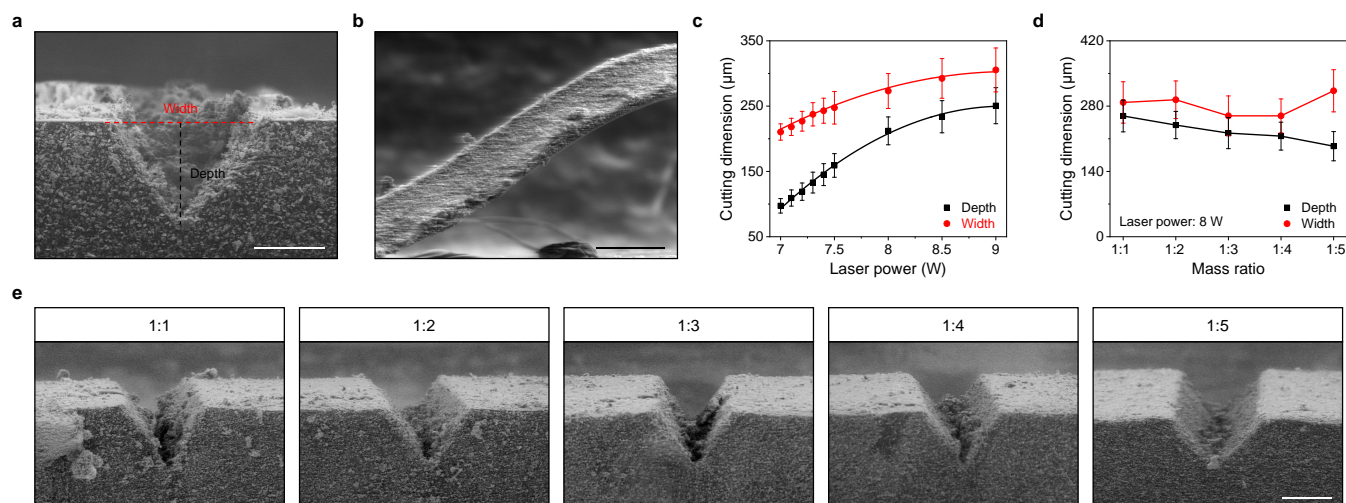 a
Width
Depth
b
c
Cutting dimension (μm)
350
250
150
50
7
7.5
8
8.5
9
Laser power (W)
Depth
Width
d
Cutting dimension (μm)
420
280
140
0
1:1
1:2
1:3
1:4
1:5
Mass ratio
Laser power: 8 W
Depth
Width
e
1:1
1:2
1:3
1:4
1:5